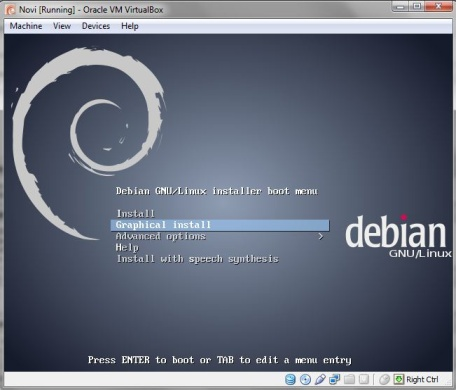 Novi [Running] - Oracle VM VirtualBox
Machine View Devices Help
Debian GNU/Linux installer boot menu
Install
Graphical install
Advanced options >
Help
Install with speech synthesis
debian
GNU/Linux
Press ENTER to boot or TAB to edit a menu entry
Right Ctrl